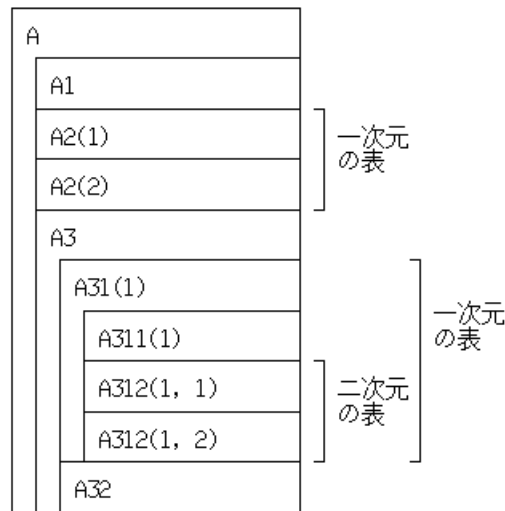 A
A1
A2(1)
A2(2)
一次元
の表
A3
A31(1)
A311(1)
A312(1, 1)
A312(1, 2)
二次元
の表
一次元
の表
A32